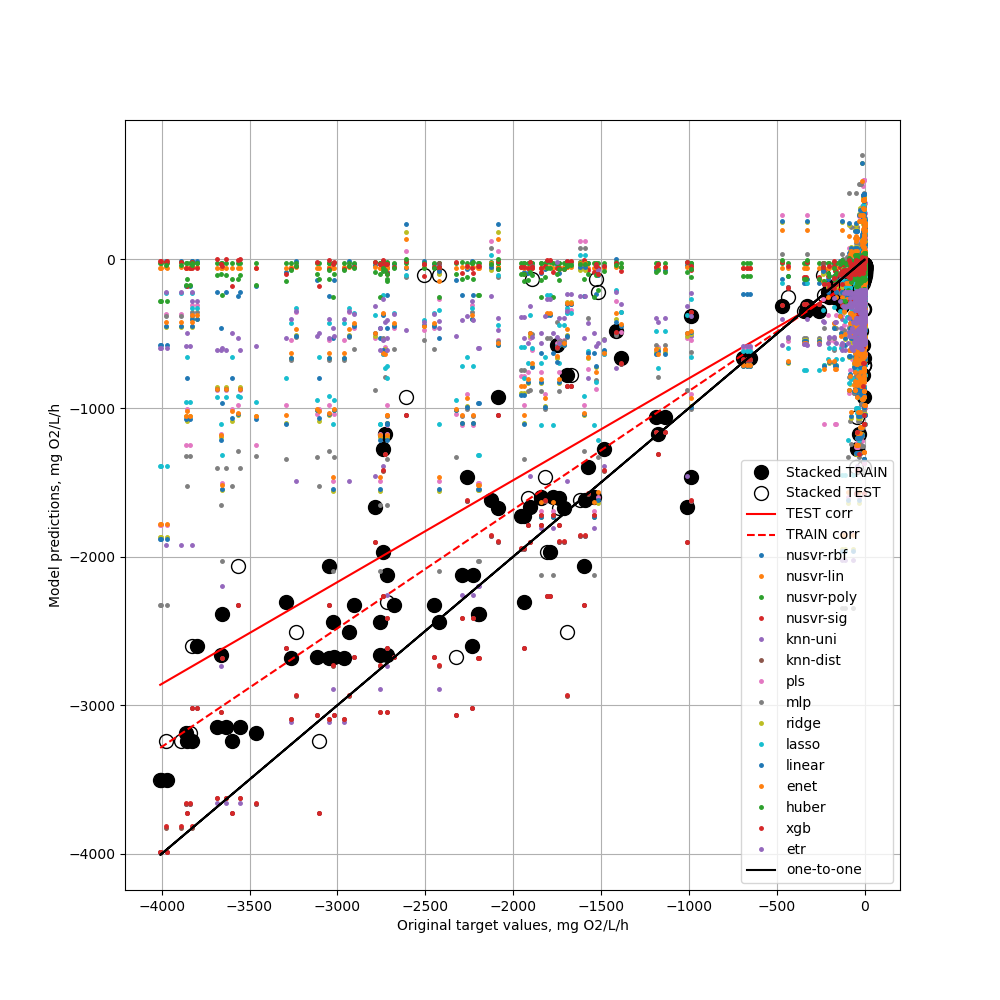 0
−1000
−2000
−3000
−4000
−4000
−3500
−3000
−2500
−2000
−1500
−1000
−500
0
Model predictions, mg O2/L/h
Original target values, mg O2/L/h
Stacked TRAIN
Stacked TEST
TEST corr
TRAIN corr
nusvr-rbf
nusvr-lin
nusvr-poly
nusvr-sig
knn-uni
knn-dist
pls
mlp
ridge
lasso
linear
enet
huber
xgb
etr
one-to-one